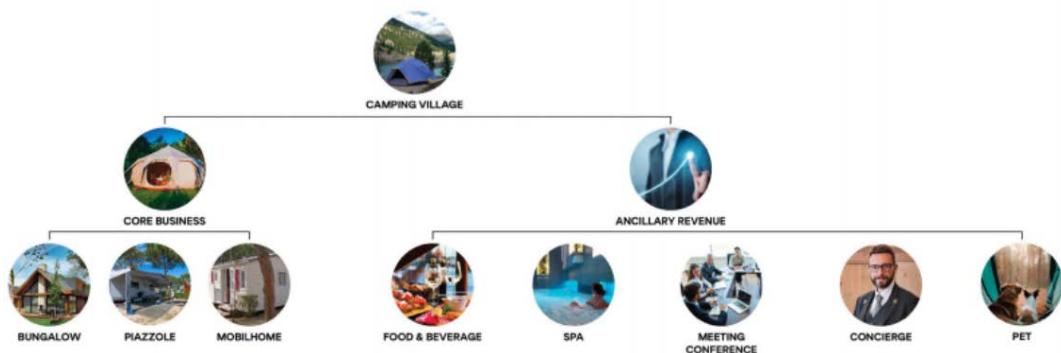 CAMPING VILLAGE
CORE BUSINESS
ANCILLARY REVENUE
BUNGALOW
PIAZZOLE
MOBILHOME
FOOD & BEVERAGE
SPA
MEETING
CONFERENCE
CONCIERGE
PET